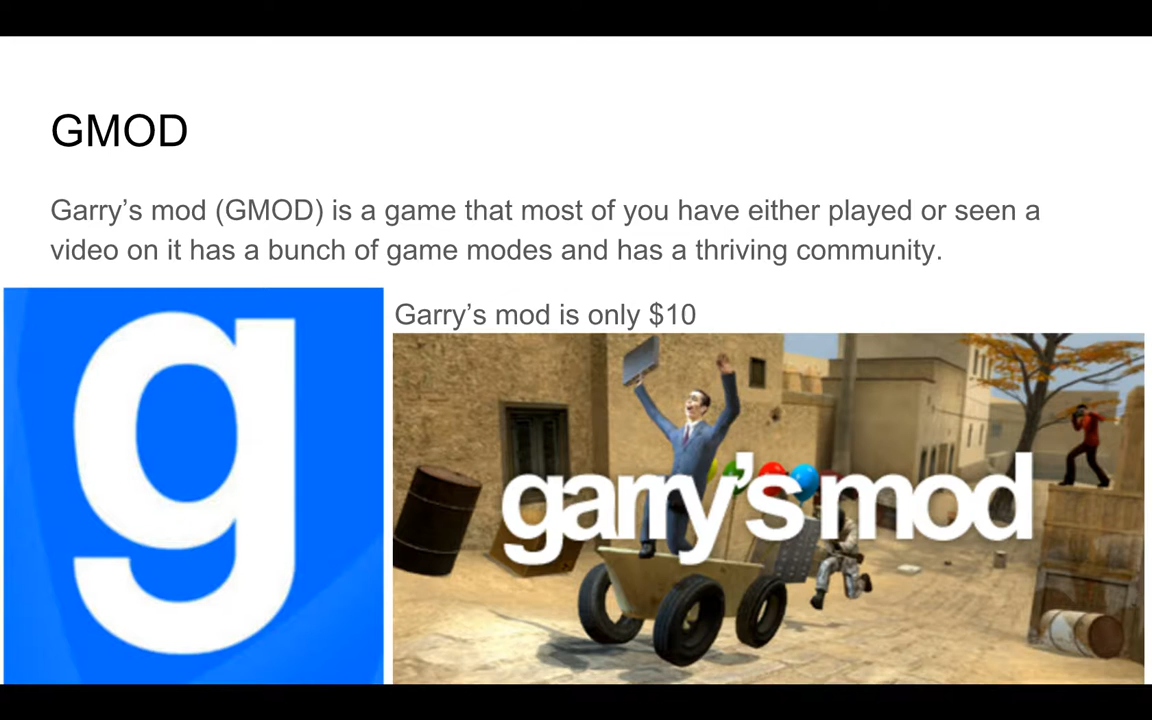 GMOD
Garry’s mod (GMOD) is a game that most of you have either played or seen a
video on it has a bunch of game modes and has a thriving community.
Garry’s mod is only $10
g
garry’s mod